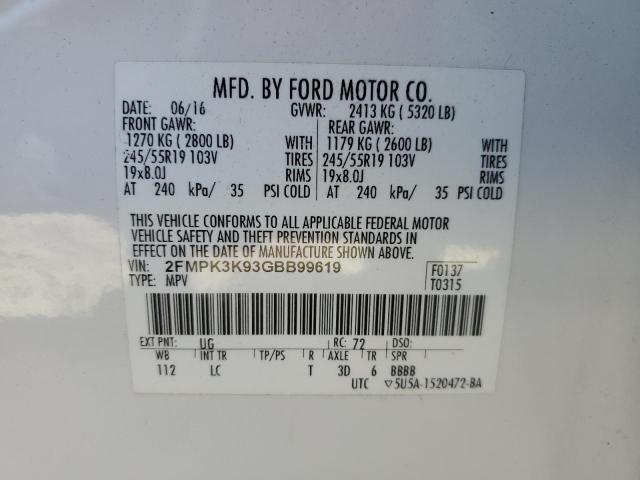 MFD. BY FORD MOTOR CO.
DATE: 06/16 GVWR: 2413 KG ( 5320 LB)
FRONT GAWR: REAR GAWR:
1270 KG ( 2800 LB) WITH 1179 KG ( 2600 LB) WITH
245/55R19 103V TIRES 245/55R19 103V TIRES
19x8.0J RIMS 19x8.0J RIMS
AT 240 kPa/ 35 PSI COLD AT 240 kPa/ 35 PSI COLD
THIS VEHICLE CONFORMS TO ALL APPLICABLE FEDERAL MOTOR
VEHICLE SAFETY AND THEFT PREVENTION STANDARDS IN
EFFECT ON THE DATE OF MANUFACTURE SHOWN ABOVE.
VIN: 2FMPK3K93GBB99619 F0137
TYPE: MPV T0315
EXT PNT: UG RC: 72 DSO:
WB INT TR TP/PS R AXLE TR SPR
112 LC T 3D 6 BBBB
UTC ▽5U5A-1520472-BA